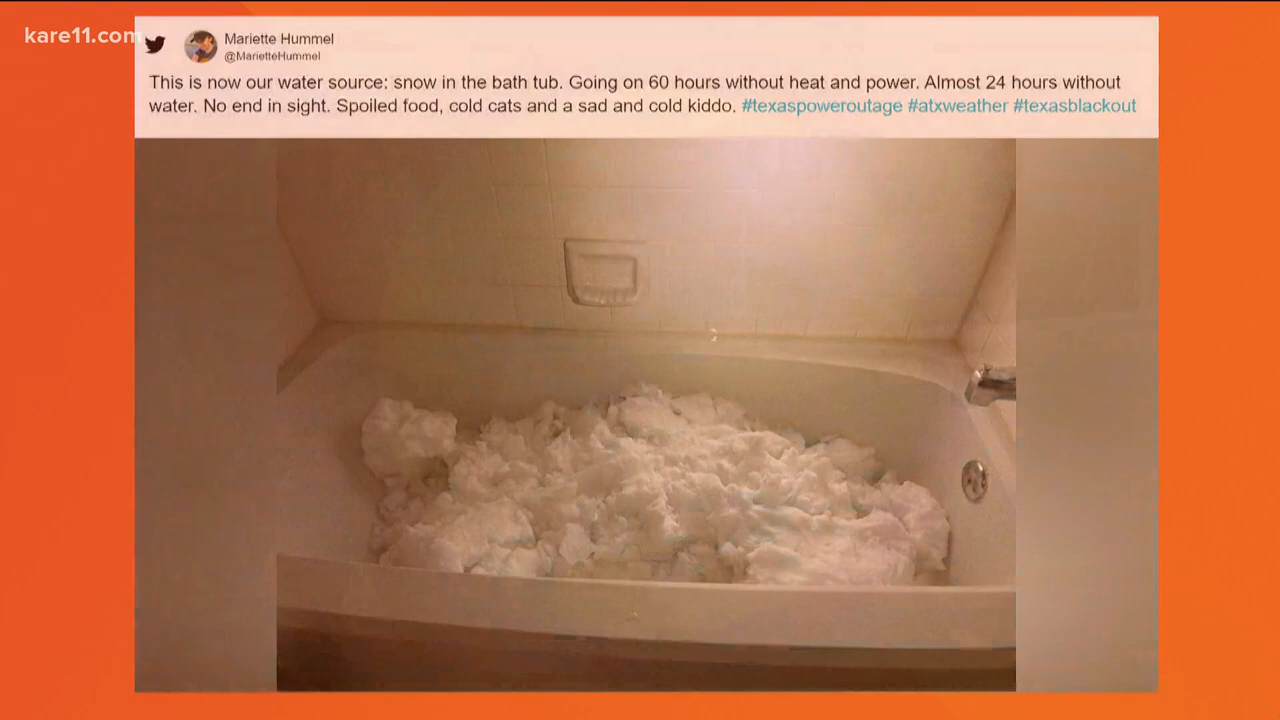 kare11.com
Mariette Hummel
@MarietteHummel
This is now our water source: snow in the bath tub. Going on 60 hours without heat and power. Almost 24 hours without
water. No end in sight. Spoiled food, cold cats and a sad and cold kiddo. #texaspoweroutage #atxweather #texasblackout